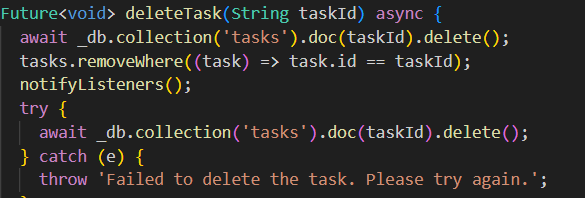 Future<void> deleteTask(String taskId) async {
await _db.collection('tasks').doc(taskId).delete();
tasks.removeWhere((task) => task.id == taskId);
notifyListeners();
try {
await _db.collection('tasks').doc(taskId).delete();
} catch (e) {
throw 'Failed to delete the task. Please try again.';